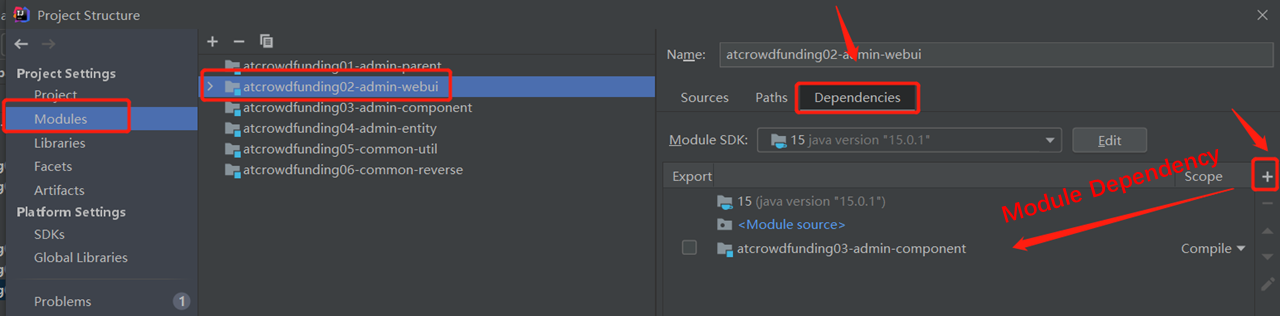 Project Structure
Project Settings
Project
Modules
Libraries
Facets
Artifacts
Platform Settings
SDKs
Global Libraries
Problems
1
atcrowdfunding01-admin-parent
atcrowdfunding02-admin-webui
atcrowdfunding03-admin-component
atcrowdfunding04-admin-entity
atcrowdfunding05-common-util
atcrowdfunding06-common-reverse
Name: atcrowdfunding02-admin-webui
Sources Paths Dependencies
Module SDK: 15 java version "15.0.1" Edit
Export Scope
15 (java version "15.0.1")
<Module source>
atcrowdfunding03-admin-component Compile
Module Dependency